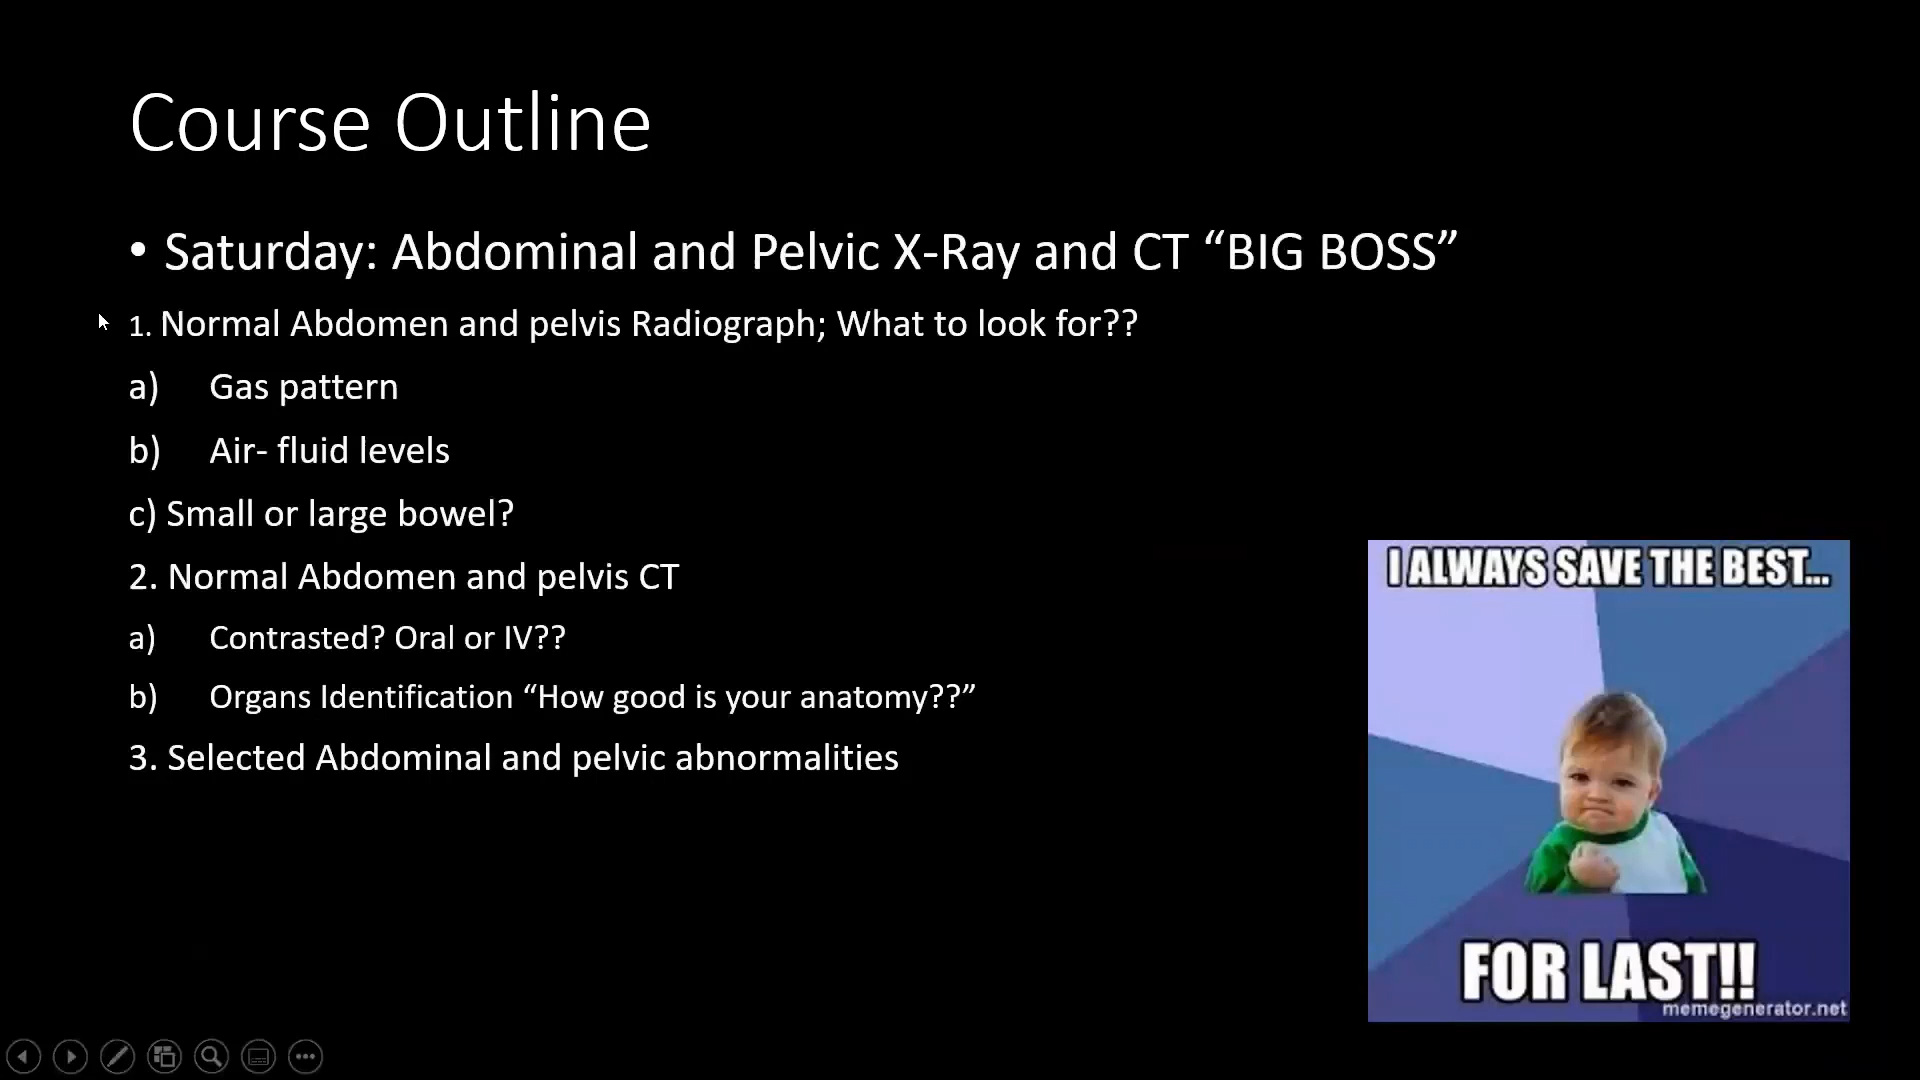 Course Outline
• Saturday: Abdominal and Pelvic X-Ray and CT “BIG BOSS”
1. Normal Abdomen and pelvis Radiograph; What to look for??
a) Gas pattern
b) Air- fluid levels
c) Small or large bowel?
2. Normal Abdomen and pelvis CT
a) Contrasted? Oral or IV??
b) Organs Identification “How good is your anatomy??”
3. Selected Abdominal and pelvic abnormalities
I ALWAYS SAVE THE BEST...
FOR LAST!!
memegenerator.net